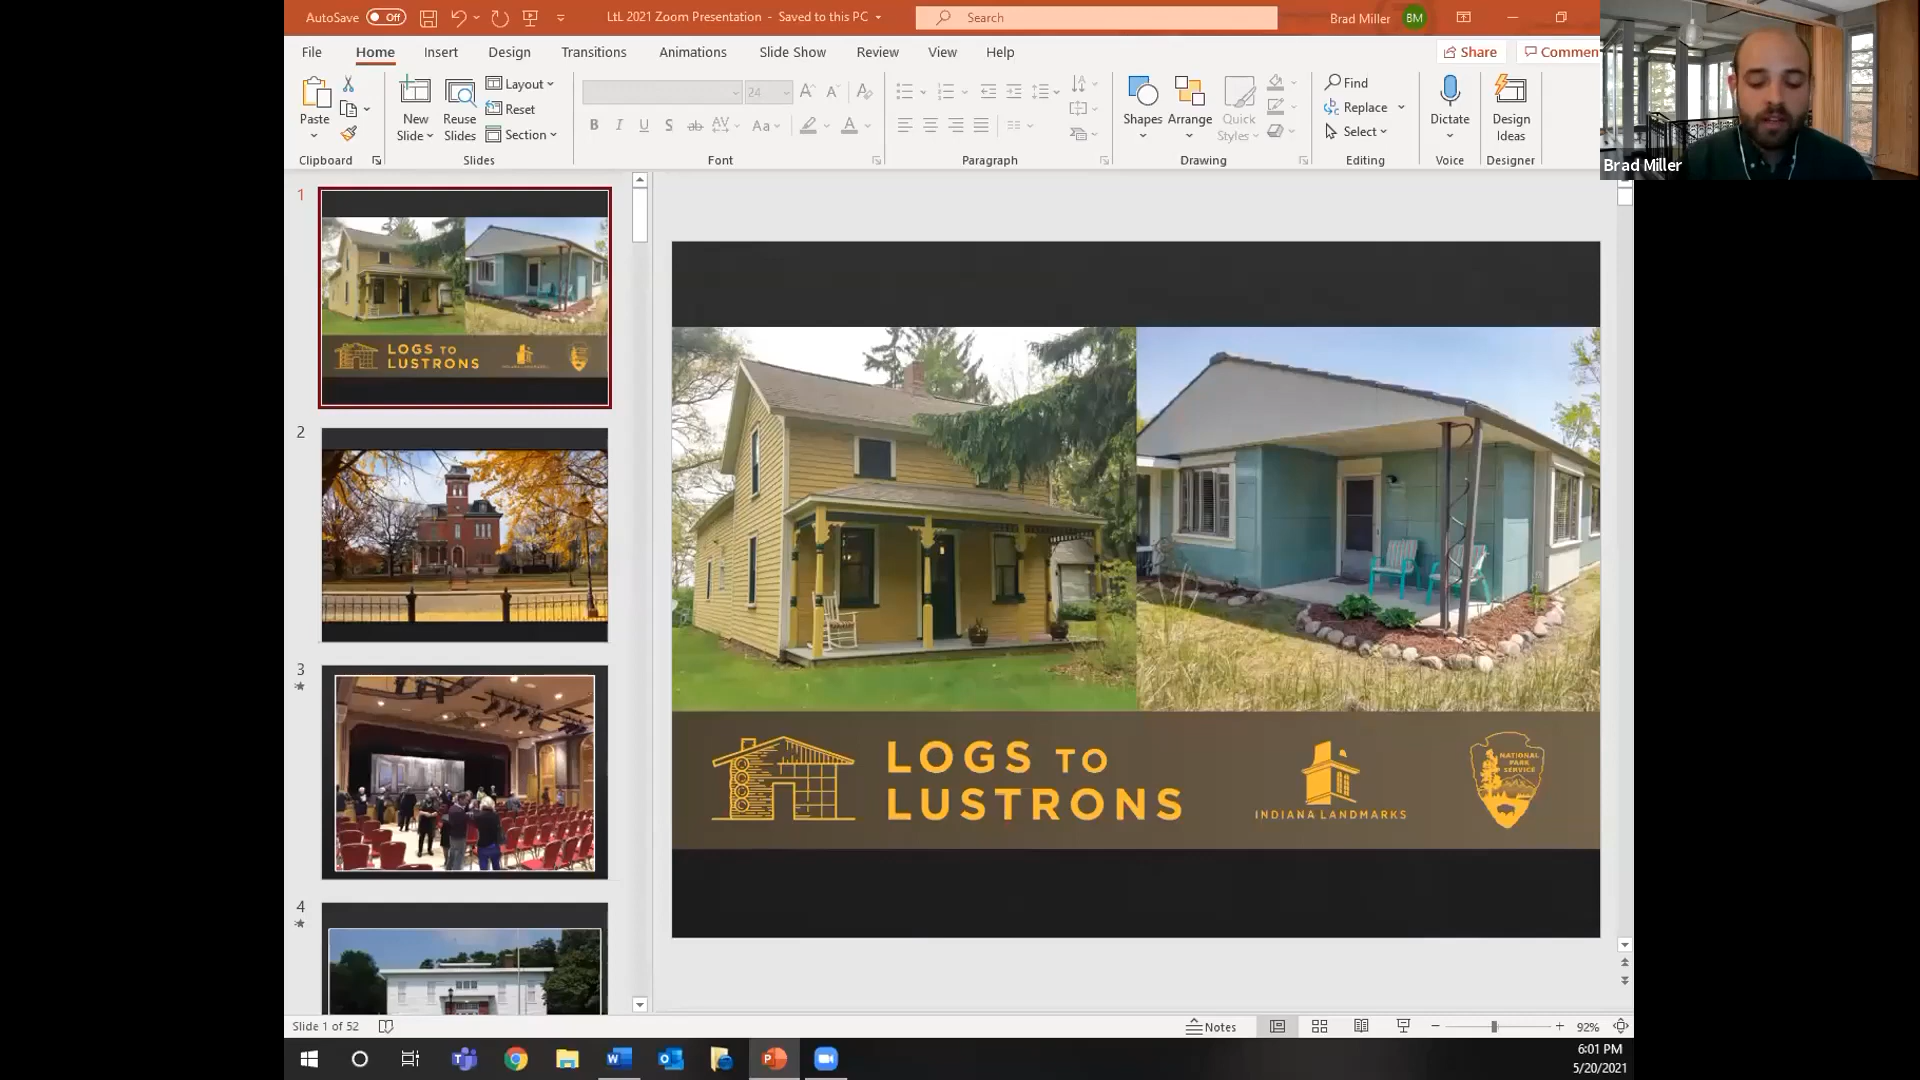 AutoSave Off
LtL 2021 Zoom Presentation - Saved to this PC
Search
Brad Miller BM
File Home Insert Design Transitions Animations Slide Show Review View Help
Share Commen
Paste
New Slide
Reuse Slides
Layout
Reset
Section
24
B I U S ab AV Aa A
Shapes
Arrange
Quick Styles
Find
Replace
Select
Dictate
Design Ideas
Clipboard Slides Font Paragraph Drawing Editing Voice Designer
Brad Miller
1
LOGS TO
LUSTRONS
2
3
4
LOGS TO
LUSTRONS
INDIANA LANDMARKS
NATIONAL
PARK
SERVICE
Slide 1 of 52
Notes
92%
6:01 PM
5/20/2021